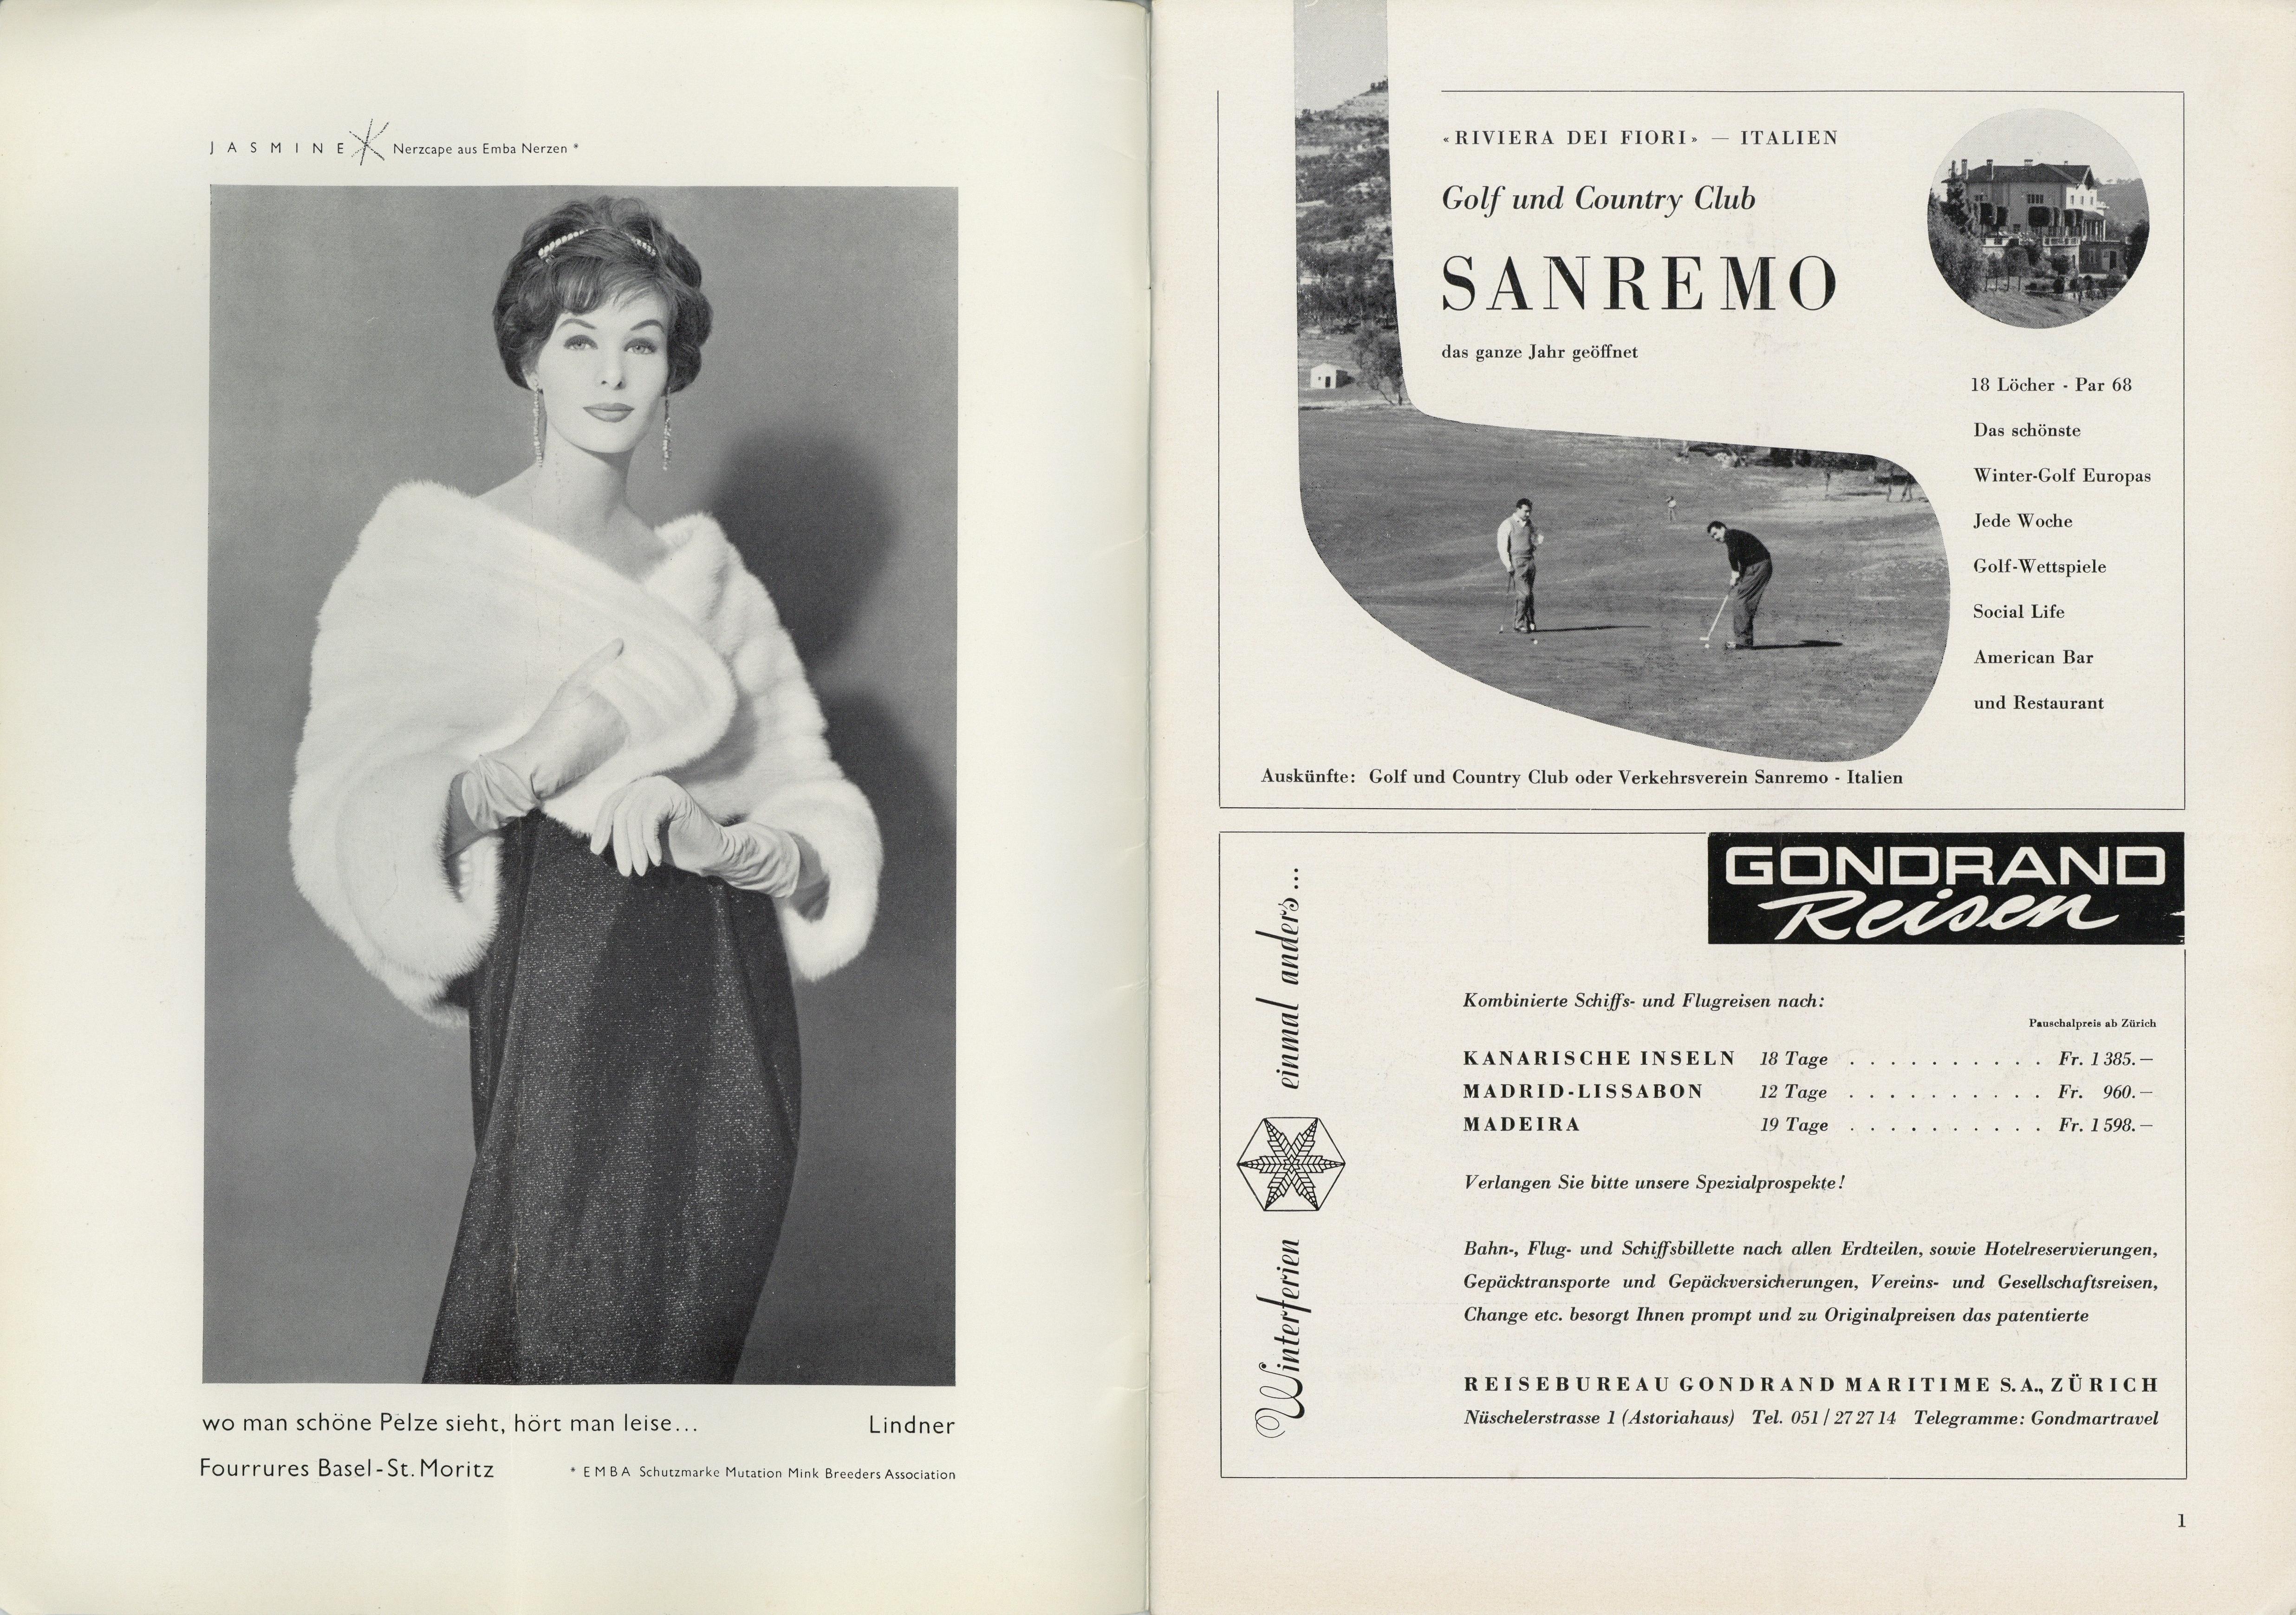 JASMINE Nerzcape aus Emba Nerzen *
wo man schöne Pelze sieht, hört man leise... Lindner
Fourrures Basel-St. Moritz * EMBA Schutzmarke Mutation Mink Breeders Association
«RIVIERA DEI FIORI» — ITALIEN
Golf und Country Club
SANREMO
das ganze Jahr geöffnet
18 Löcher - Par 68
Das schönste
Winter-Golf Europas
Jede Woche
Golf-Wettspiele
Social Life
American Bar
und Restaurant
Auskünfte: Golf und Country Club oder Verkehrsverein Sanremo - Italien
GONDRAND
Reisen
Winterferien einmal anders...
Kombinierte Schiffs- und Flugreisen nach:
Pauschalpreis ab Zürich
KANARISCHE INSELN 18 Tage . . . . . . . . . . Fr. 1385.—
MADRID-LISSABON 12 Tage . . . . . . . . . . Fr. 960.—
MADEIRA 19 Tage . . . . . . . . . . Fr. 1598.—
Verlangen Sie bitte unsere Spezialprospekte!
Bahn-, Flug- und Schiffsbillette nach allen Erdteilen, sowie Hotelreservierungen,
Gepäcktransporte und Gepäckversicherungen, Vereins- und Gesellschaftsreisen,
Change etc. besorgt Ihnen prompt und zu Originalpreisen das patentierte
REISEBUREAU GONDRAND MARITIME S.A., ZÜRICH
Nüschelerstrasse 1 (Astoriahaus) Tel. 051 / 27 27 14 Telegramme: Gondmartravel
1